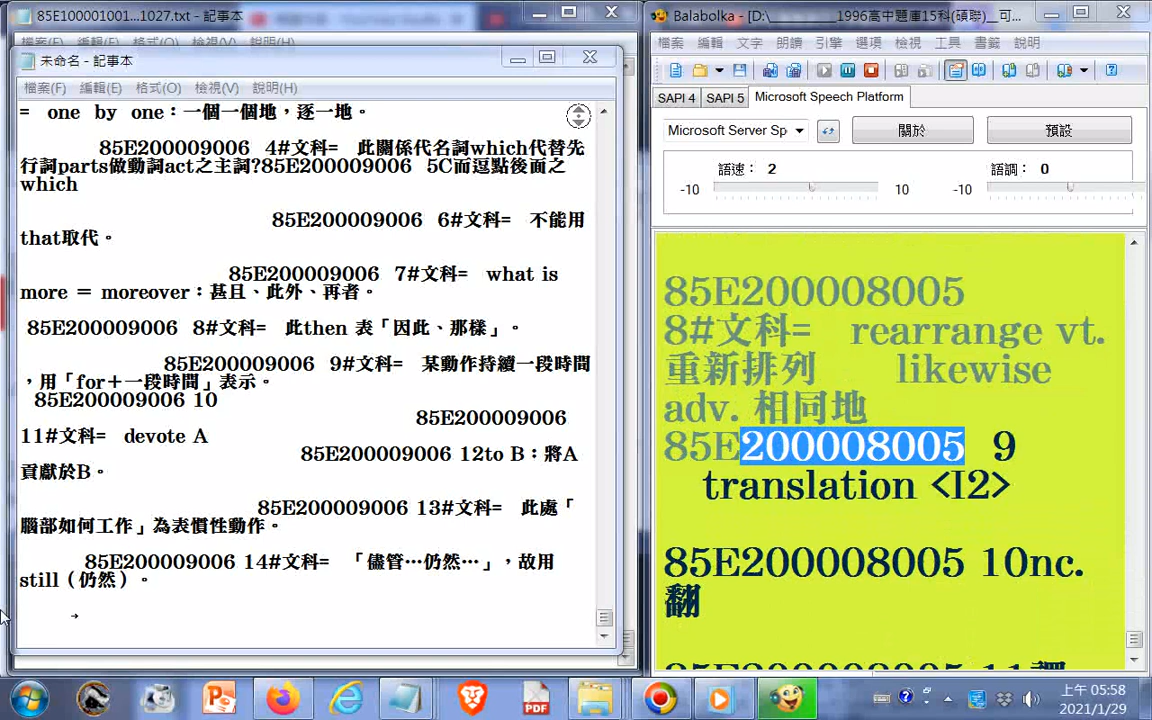 85E100001001...1027.txt - 記事本
檔案(F) 編輯(E) 格式(O) 檢視(V) 說明(H)
未命名 - 記事本
檔案(F) 編輯(E) 格式(O) 檢視(V) 說明(H)
= one by one：一個一個地，逐一地。
85E200009006 4#文科= 此關係代名詞which代替先
行詞parts做動詞act之主詞?85E200009006 5C而逗點後面之
which
85E200009006 6#文科= 不能用
that取代。
85E200009006 7#文科= what is
more ＝ moreover：甚且、此外、再者。
85E200009006 8#文科= 此then 表「因此、那樣」。
85E200009006 9#文科= 某動作持續一段時間
，用「for＋一段時間」表示。
85E200009006 10
85E200009006
11#文科= devote A
85E200009006 12to B：將A
貢獻於B。
85E200009006 13#文科= 此處「
腦部如何工作」為表慣性動作。
85E200009006 14#文科= 「儘管…仍然…」，故用
still（仍然）。
Balabolka - [D:\ 1996高中題庫15科(碩聯)__可...
檔案 編輯 文字 朗讀 引擎 選項 檢視 工具 書籤 說明
SAPI 4 SAPI 5 Microsoft Speech Platform
Microsoft Server Sp 關於 預設
語速： 2 語調： 0
-10 10 -10
85E200008005
8#文科= rearrange vt.
重新排列 likewise
adv. 相同地
85E200008005 9
translation <I2>
85E200008005 10nc.
翻
PDF
上午 05:58
2021/1/29